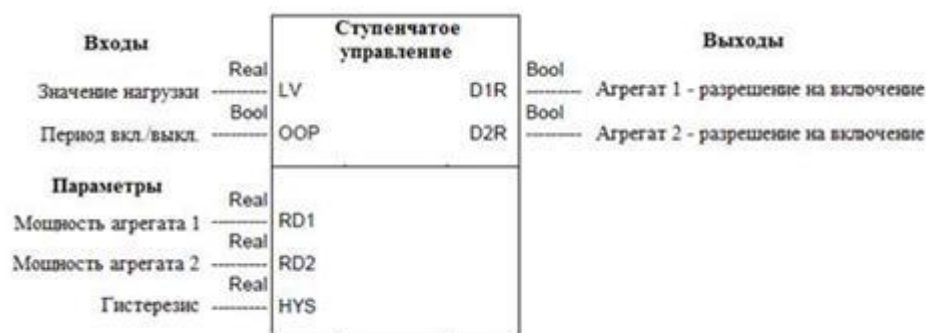 Входы
Ступенчатое
управление
Выходы
Значение нагрузки Real LV D1R Bool Агрегат 1 - разрешение на включение
Период вкл./выкл. Bool OOP D2R Bool Агрегат 2 - разрешение на включение
Параметры
Мощность агрегата 1 Real RD1
Мощность агрегата 2 Real RD2
Гистерезис Real HYS